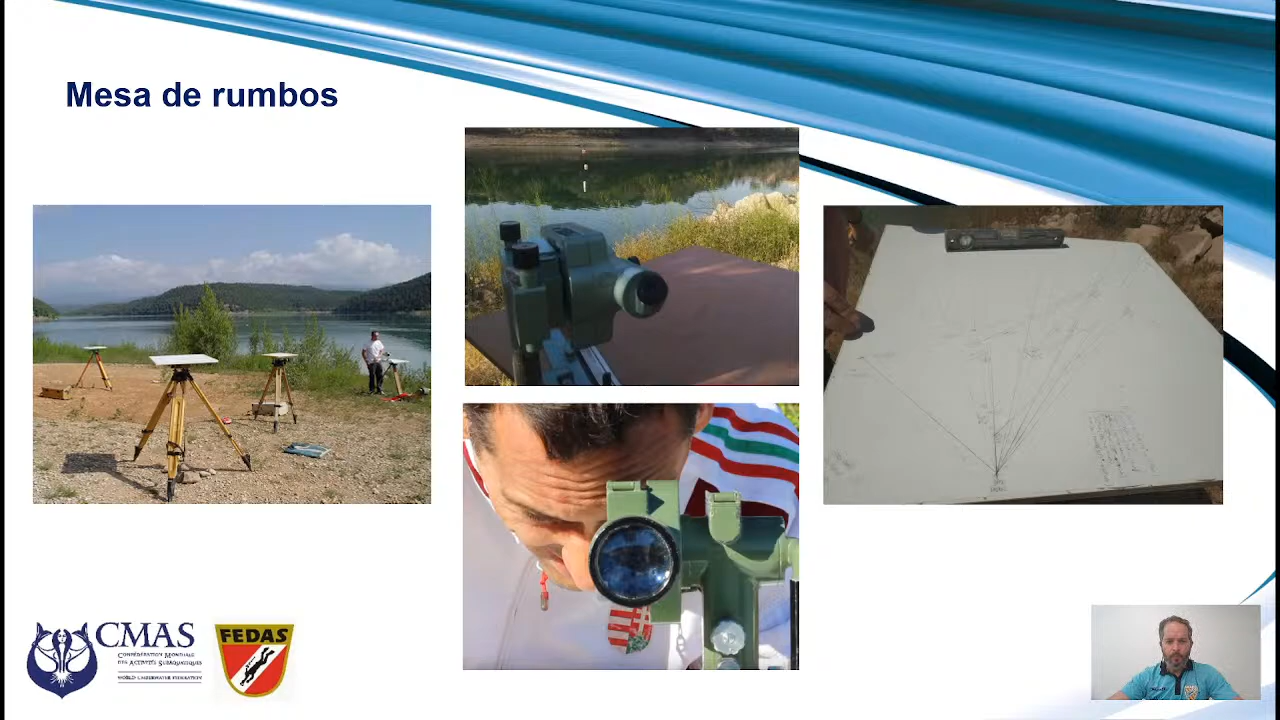 Mesa de rumbos
CMAS
CONFÉDÉRATION MONDIALE
DES ACTIVITÉS SUBAQUATIQUES
WORLD UNDERWATER FEDERATION
FEDAS